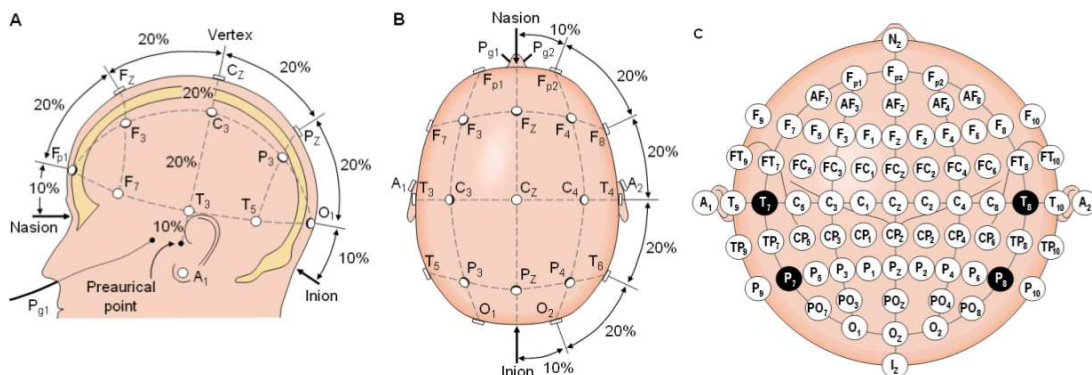 A
20%
Vertex
20%
Fz
Cz
20%
20%
20%
F3
C3
Pz
Fp1
20%
P3
20%
10%
F7
T3
T5
O1
Nasion
10%
10%
A1
Preaurical
point
Inion
Pg1
B
Nasion
10%
Pg1
Pg2
20%
Fp1
Fp2
F7
F3
Fz
F4
F8
20%
A1
T3
C3
Cz
C4
T4
A2
20%
T5
P3
Pz
P4
T6
O1
O2
20%
Inion
10%
C
Nz
Fp1
Fpz
Fp2
AF7
AF3
AFz
AF4
AF8
F9
F7
F5
F3
F1
Fz
F2
F4
F6
F8
F10
FT9
FT7
FC5
FC3
FC1
FCz
FC2
FC4
FC6
FT8
FT10
A1
T9
T7
C5
C3
C1
Cz
C2
C4
C6
T8
T10
A2
TP9
TP7
CP5
CP3
CP1
CPz
CP2
CP4
CP6
TP8
TP10
P9
P7
P5
P3
P1
Pz
P2
P4
P6
P8
P10
PO7
PO3
POz
PO4
PO8
O1
Oz
O2
Iz